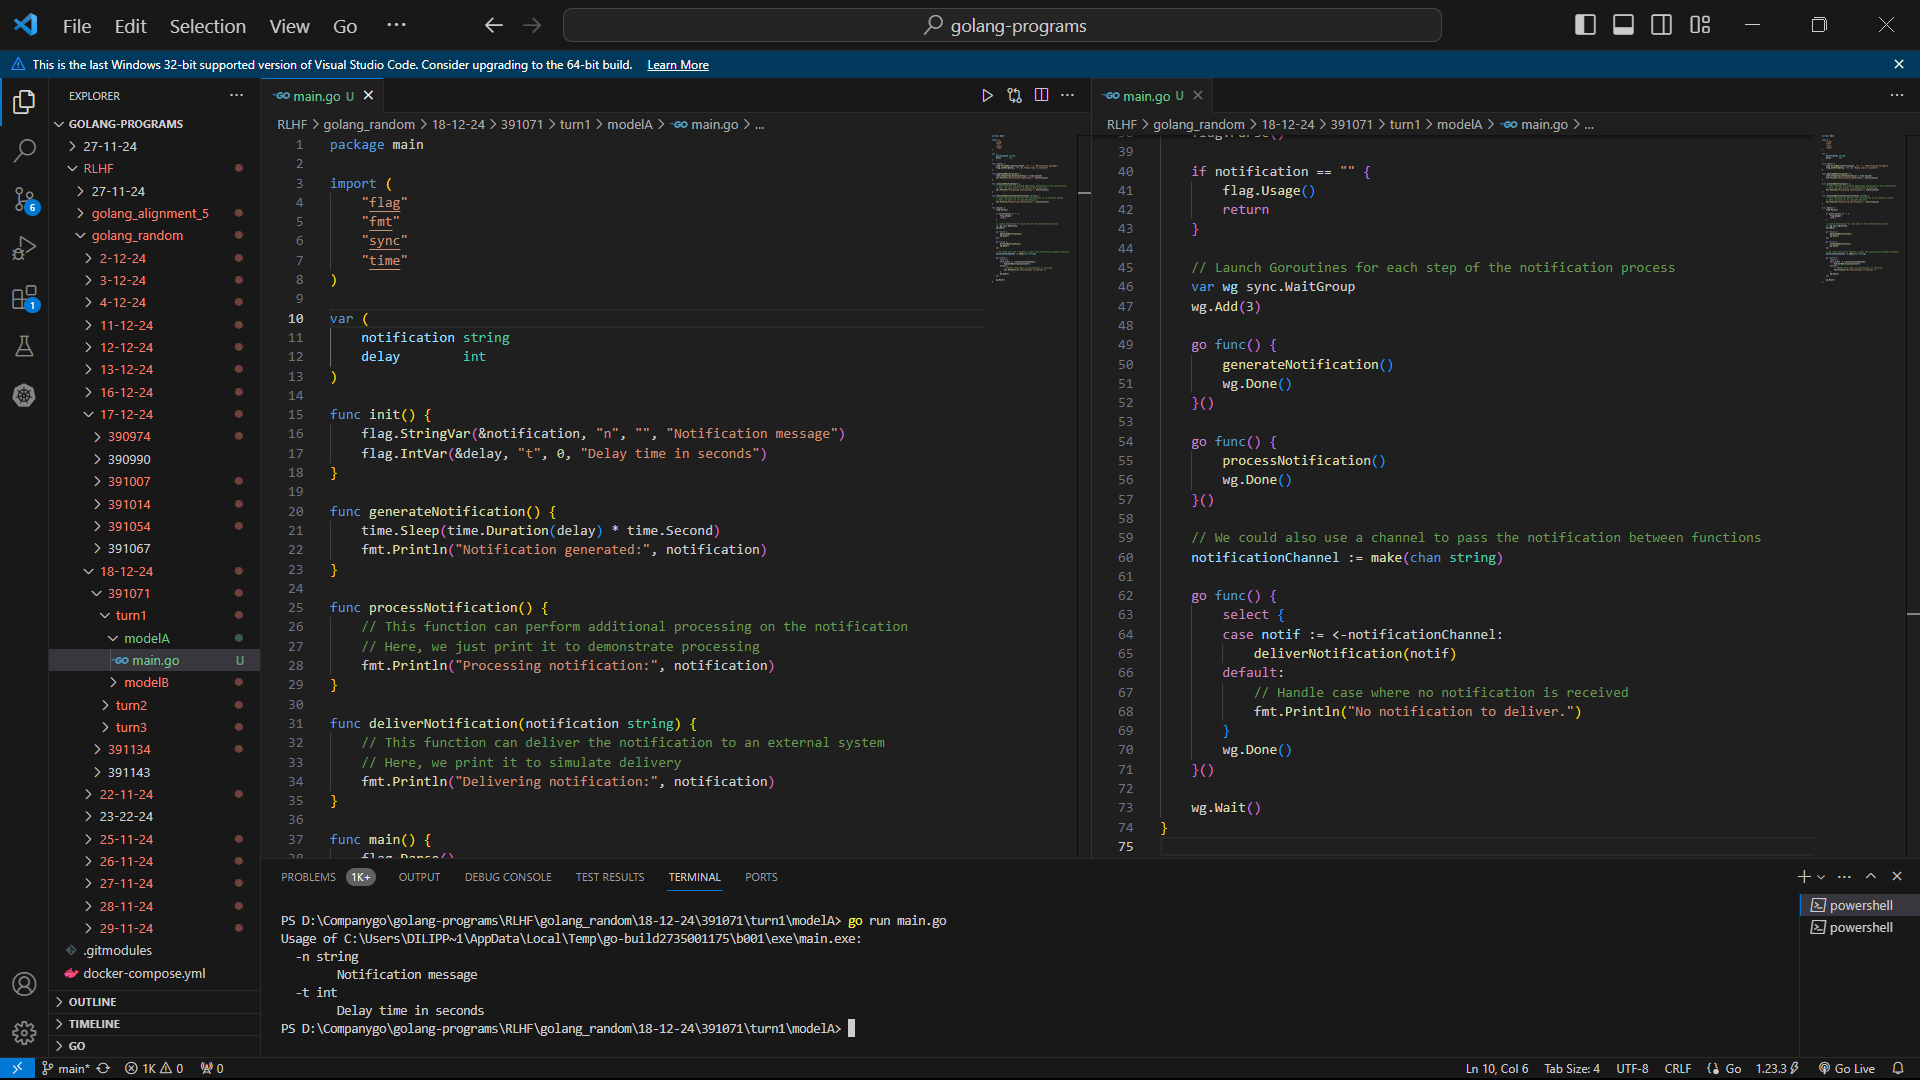 File Edit Selection View Go ··· golang-programs
This is the last Windows 32-bit supported version of Visual Studio Code. Consider upgrading to the 64-bit build. Learn More
EXPLORER ···
GOLANG-PROGRAMS
27-11-24
RLHF
27-11-24
golang_alignment_5
golang_random
2-12-24
3-12-24
4-12-24
11-12-24
12-12-24
13-12-24
16-12-24
17-12-24
390974
390990
391007
391014
391054
391067
18-12-24
391071
turn1
modelA
main.go U
modelB
turn2
turn3
391134
391143
22-11-24
23-22-24
25-11-24
26-11-24
27-11-24
28-11-24
29-11-24
.gitmodules
docker-compose.yml
OUTLINE
TIMELINE
GO
6
1
main.go U
RLHF > golang_random > 18-12-24 > 391071 > turn1 > modelA > main.go > ...
1 package main
2
3 import (
4     "flag"
5     "fmt"
6     "sync"
7     "time"
8 )
9
10 var (
11     notification string
12     delay        int
13 )
14
15 func init() {
16     flag.StringVar(&notification, "n", "", "Notification message")
17     flag.IntVar(&delay, "t", 0, "Delay time in seconds")
18 }
19
20 func generateNotification() {
21     time.Sleep(time.Duration(delay) * time.Second)
22     fmt.Println("Notification generated:", notification)
23 }
24
25 func processNotification() {
26     // This function can perform additional processing on the notification
27     // Here, we just print it to demonstrate processing
28     fmt.Println("Processing notification:", notification)
29 }
30
31 func deliverNotification(notification string) {
32     // This function can deliver the notification to an external system
33     // Here, we print it to simulate delivery
34     fmt.Println("Delivering notification:", notification)
35 }
36
37 func main() {
38     flag.Parse()
main.go U
RLHF > golang_random > 18-12-24 > 391071 > turn1 > modelA > main.go > ...
38     flag.Parse()
39
40     if notification == "" {
41         flag.Usage()
42         return
43     }
44
45     // Launch Goroutines for each step of the notification process
46     var wg sync.WaitGroup
47     wg.Add(3)
48
49     go func() {
50         generateNotification()
51         wg.Done()
52     }()
53
54     go func() {
55         processNotification()
56         wg.Done()
57     }()
58
59     // We could also use a channel to pass the notification between functions
60     notificationChannel := make(chan string)
61
62     go func() {
63         select {
64         case notif := <-notificationChannel:
65             deliverNotification(notif)
66         default:
67             // Handle case where no notification is received
68             fmt.Println("No notification to deliver.")
69         }
70         wg.Done()
71     }()
72
73     wg.Wait()
74 }
75
PROBLEMS 1K+ OUTPUT DEBUG CONSOLE TEST RESULTS TERMINAL PORTS
PS D:\Companygo\golang-programs\RLHF\golang_random\18-12-24\391071\turn1\modelA> go run main.go
Usage of C:\Users\DILIPP~1\AppData\Local\Temp\go-build2735001175\b001\exe\main.exe:
  -n string
        Notification message
  -t int
        Delay time in seconds
PS D:\Companygo\golang-programs\RLHF\golang_random\18-12-24\391071\turn1\modelA>
powershell
powershell
main* 1K 0 0 Ln 10, Col 6 Tab Size: 4 UTF-8 CRLF Go 1.23.3 Go Live